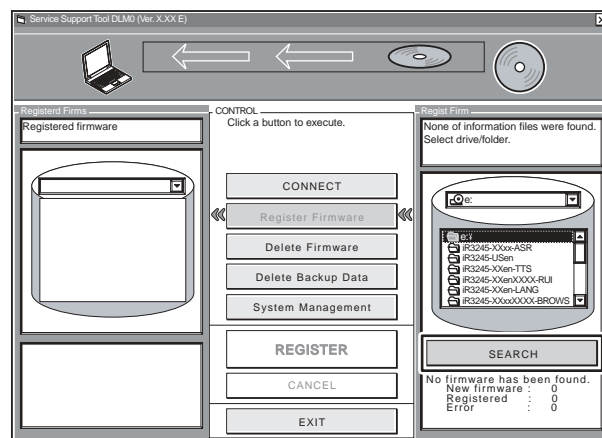 Service Support Tool DLM0 (Ver. X.XX E)
Registerd Firms
Registered firmware
CONTROL
Click a button to execute.
CONNECT
Register Firmware
Delete Firmware
Delete Backup Data
System Management
REGISTER
CANCEL
EXIT
Regist Firm
None of information files were found.
Select drive/folder.
e:
e:¥
iR3245-XXxx-ASR
iR3245-USen
iR3245-XXen-TTS
iR3245-XXenXXXX-RUI
iR3245-XXen-LANG
iR3245-XXxxXXXX-BROWS
SEARCH
No firmware has been found.
New firmware : 0
Registered : 0
Error : 0